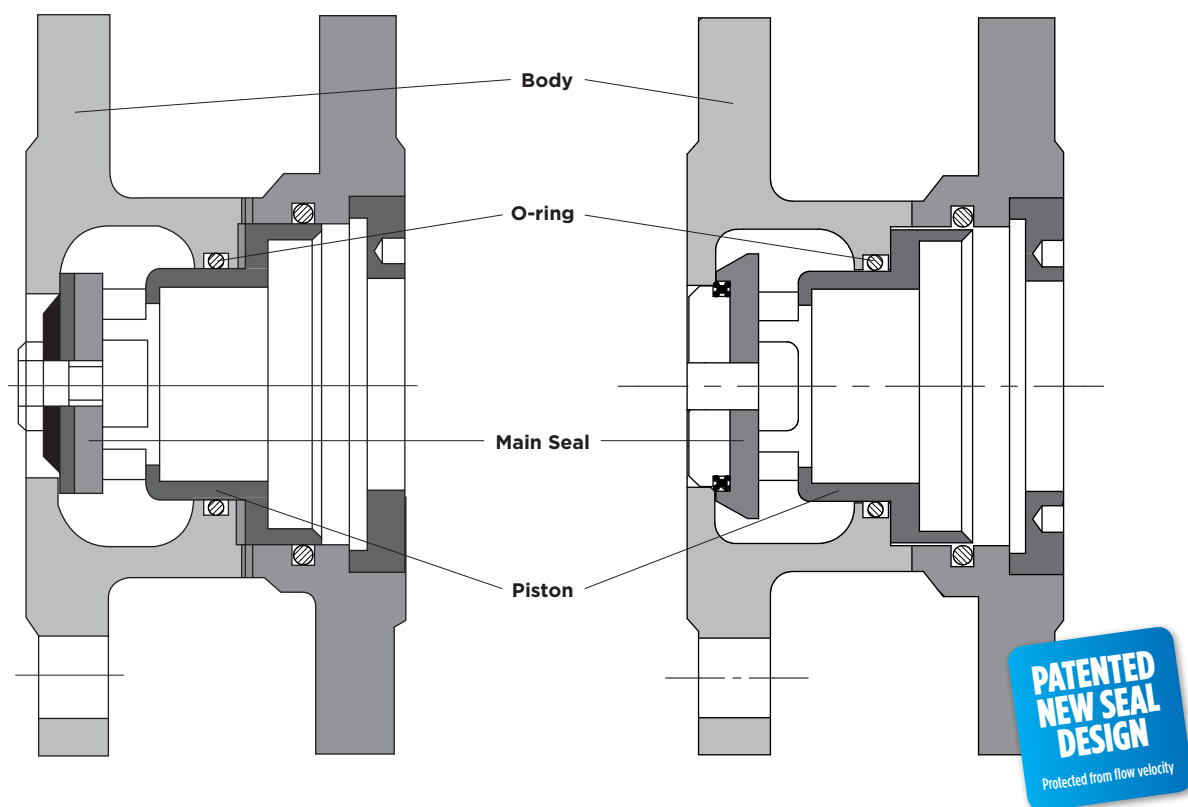 Body
O-ring
Main Seal
Piston
PATENTED
NEW SEAL
DESIGN
Protected from flow velocity